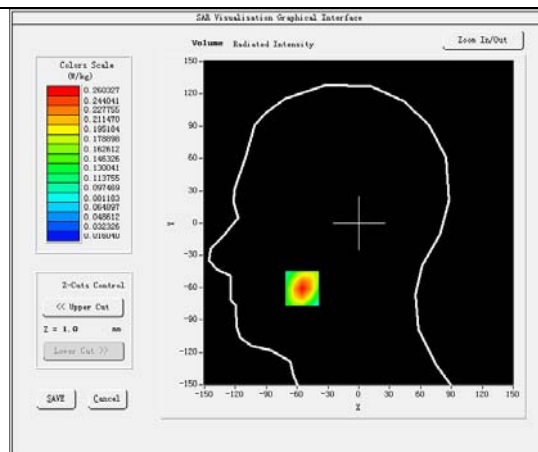 SAR Visualisation Graphical Interface
Volume Radiated Intensity
Zoom In/Out
Colors Scale
(W/kg)
0.260327
0.244041
0.227755
0.211470
0.195184
0.178898
0.162612
0.146326
0.130041
0.113755
0.097469
0.081183
0.064897
0.048612
0.032326
0.016040
150
120
90
60
30
0
-30
-60
-90
-120
-150
Y
-150 -120 -90 -60 -30 0 30 60 90 120 150
X
Z-Cuts Control
<< Upper Cut
Z = 1.0 mm
Lower Cut >>
SAVE Cancel